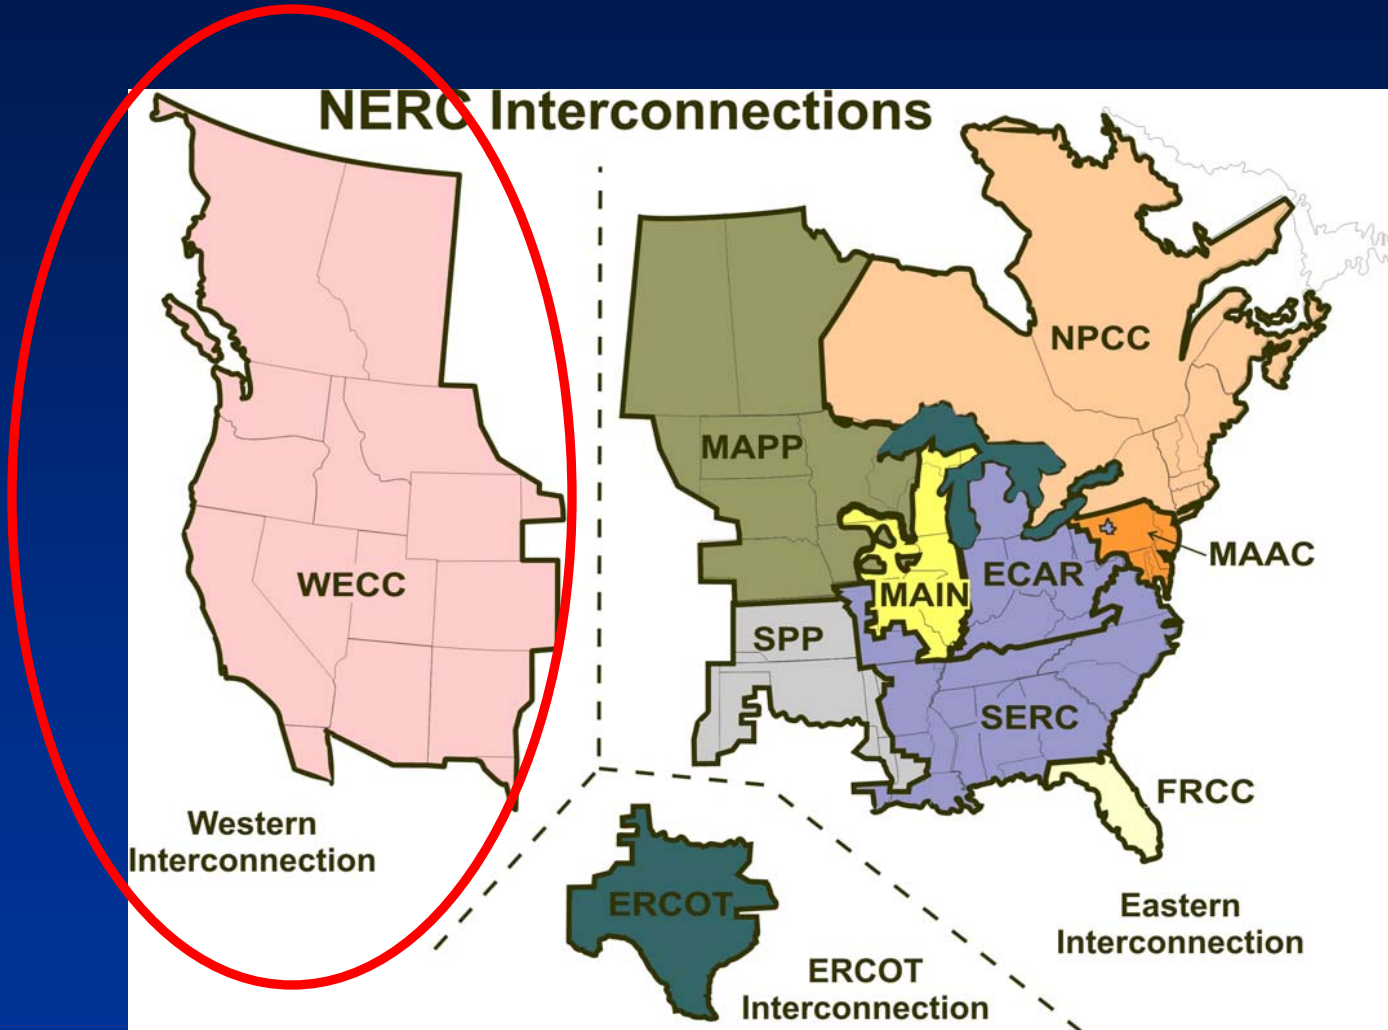 NERC Interconnections
NPCC
MAPP
MAAC
WECC
ECAR
MAIN
SPP
SERC
FRCC
Western
Interconnection
ERCOT
Eastern
Interconnection
ERCOT
Interconnection